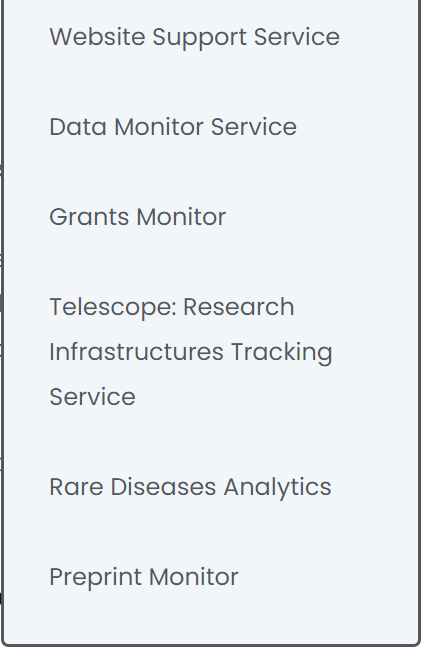 Website Support Service
Data Monitor Service
Grants Monitor
Telescope: Research
Infrastructures Tracking
Service
Rare Diseases Analytics
Preprint Monitor